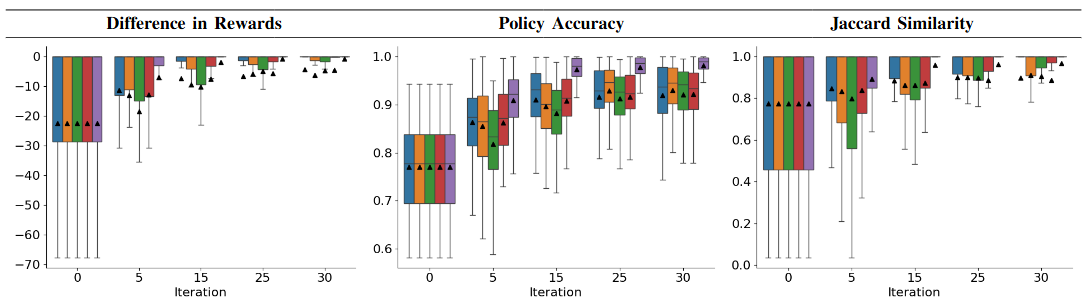 Difference in Rewards
Policy Accuracy
Jaccard Similarity
0
−10
−20
−30
−40
−50
−60
−70
0 5 15 25 30
Iteration
1.0
0.9
0.8
0.7
0.6
0 5 15 25 30
Iteration
1.0
0.8
0.6
0.4
0.2
0.0
0 5 15 25 30
Iteration